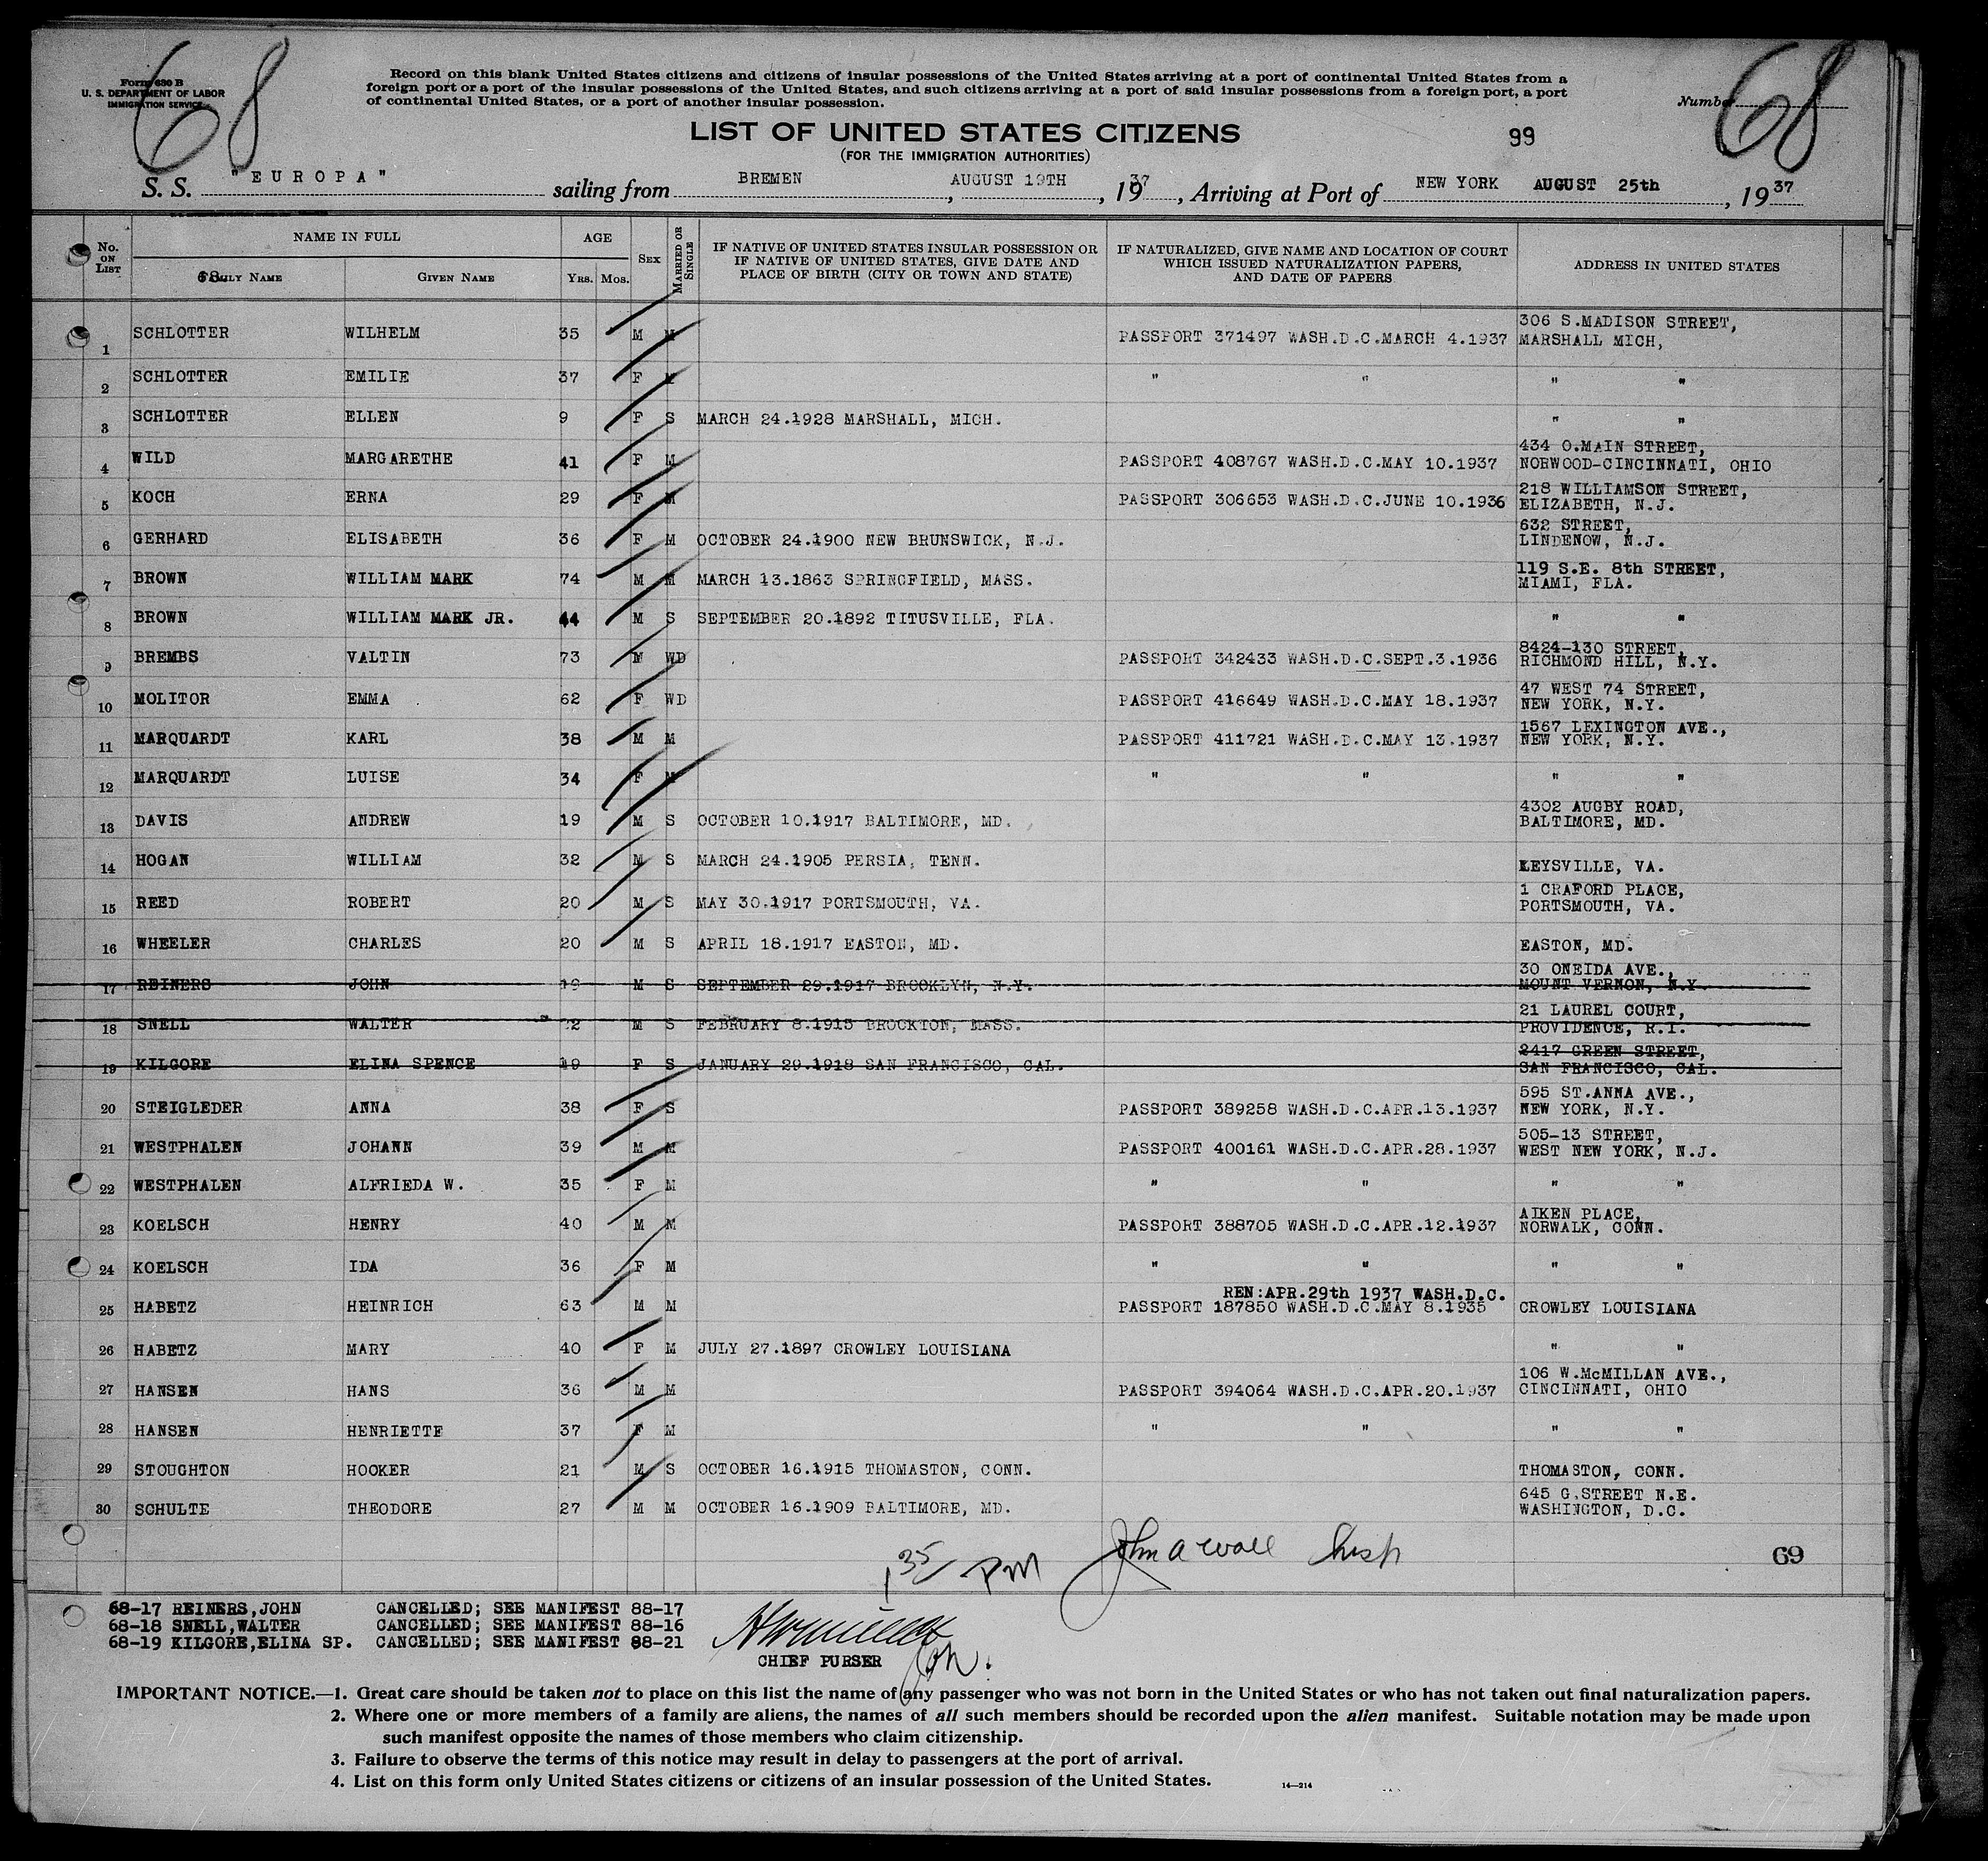 68
68
Form 630 B
U. S. DEPARTMENT OF LABOR
IMMIGRATION SERVICE
Record on this blank United States citizens and citizens of insular possessions of the United States arriving at a port of continental United States from a
foreign port or a port of the insular possessions of the United States, and such citizens arriving at a port of said insular possessions from a foreign port, a port
of continental United States, or a port of another insular possession.
Number
LIST OF UNITED STATES CITIZENS
99
(FOR THE IMMIGRATION AUTHORITIES)
S. S. "EUROPA" sailing from BREMEN, AUGUST 19TH, 1937, Arriving at Port of NEW YORK AUGUST 25th, 1937
No. ON LIST NAME IN FULL AGE SEX MARRIED OR SINGLE IF NATIVE OF UNITED STATES INSULAR POSSESSION OR IF NATIVE OF UNITED STATES, GIVE DATE AND PLACE OF BIRTH (CITY OR TOWN AND STATE) IF NATURALIZED, GIVE NAME AND LOCATION OF COURT WHICH ISSUED NATURALIZATION PAPERS, AND DATE OF PAPERS ADDRESS IN UNITED STATES
68 FAMILY NAME GIVEN NAME YRS. MOS.
1 SCHLOTTER WILHELM 35 M M PASSPORT 371497 WASH.D.C.MARCH 4.1937 306 S.MADISON STREET, MARSHALL MICH,
2 SCHLOTTER EMILIE 37 F M " " " "
3 SCHLOTTER ELLEN 9 F S MARCH 24.1928 MARSHALL, MICH. " "
4 WILD MARGARETHE 41 F M PASSPORT 408767 WASH.D.C.MAY 10.1937 434 O.MAIN STREET, NORWOOD-CINCINNATI, OHIO
5 KOCH ERNA 29 F M PASSPORT 306653 WASH.D.C.JUNE 10.1936 218 WILLIAMSON STREET, ELIZABETH, N.J.
6 GERHARD ELISABETH 36 F M OCTOBER 24.1900 NEW BRUNSWICK, N.J. 632 STREET, LINDENOW, N.J.
7 BROWN WILLIAM MARK 74 M M MARCH 13.1863 SPRINGFIELD, MASS. 119 S.E. 8th STREET, MIAMI, FLA.
8 BROWN WILLIAM MARK JR. 44 M S SEPTEMBER 20.1892 TITUSVILLE, FLA. " "
9 BREMBS VALTIN 73 M WD PASSPORT 342433 WASH.D.C.SEPT.3.1936 8424-130 STREET, RICHMOND HILL, N.Y.
10 MOLITOR EMMA 62 F WD PASSPORT 416649 WASH.D.C.MAY 18.1937 47 WEST 74 STREET, NEW YORK, N.Y.
11 MARQUARDT KARL 38 M M PASSPORT 411721 WASH.D.C.MAY 13.1937 1567 LEXINGTON AVE., NEW YORK, N.Y.
12 MARQUARDT LUISE 34 F M " " " "
13 DAVIS ANDREW 19 M S OCTOBER 10.1917 BALTIMORE, MD. 4302 AUGBY ROAD, BALTIMORE, MD.
14 HOGAN WILLIAM 32 M S MARCH 24.1905 PERSIA, TENN. KEYSVILLE, VA.
15 REED ROBERT 20 M S MAY 30.1917 PORTSMOUTH, VA. 1 CRAFORD PLACE, PORTSMOUTH, VA.
16 WHEELER CHARLES 20 M S APRIL 18.1917 EASTON, MD. EASTON, MD.
17 REINERS JOHN 19 M S SEPTEMBER 29.1917 BROOKLYN, N.Y. 30 ONEIDA AVE., MOUNT VERNON, N.Y.
18 SNELL WALTER 22 M S FEBRUARY 8.1915 BROCKTON, MASS. 21 LAUREL COURT, PROVIDENCE, R.I.
19 KILGORE ELINA SPENCE 19 F S JANUARY 29.1918 SAN FRANCISCO, CAL. 2417 GREEN STREET, SAN FRANCISCO, CAL.
20 STEIGLEDER ANNA 38 F S PASSPORT 389258 WASH.D.C.APR.13.1937 595 ST.ANNA AVE., NEW YORK, N.Y.
21 WESTPHALEN JOHANN 39 M M PASSPORT 400161 WASH.D.C.APR.28.1937 505-13 STREET, WEST NEW YORK, N.J.
22 WESTPHALEN ALFRIEDA W. 35 F M " " " "
23 KOELSCH HENRY 40 M M PASSPORT 388705 WASH.D.C.APR.12.1937 AIKEN PLACE, NORWALK, CONN.
24 KOELSCH IDA 36 F M " " " "
25 HABETZ HEINRICH 63 M M REN:APR.29th 1937 WASH.D.C. PASSPORT 187850 WASH.D.C.MAY 8.1935 CROWLEY LOUISIANA
26 HABETZ MARY 40 F M JULY 27.1897 CROWLEY LOUISIANA " "
27 HANSEN HANS 36 M M PASSPORT 394064 WASH.D.C.APR.20.1937 106 W.McMILLAN AVE., CINCINNATI, OHIO
28 HANSEN HENRIETTE 37 F M " " " "
29 STOUGHTON HOOKER 21 M S OCTOBER 16.1915 THOMASTON, CONN. THOMASTON, CONN.
30 SCHULTE THEODORE 27 M M OCTOBER 16.1909 BALTIMORE, MD. 645 G.STREET N.E. WASHINGTON, D.C.
1 35 PM John A Wall Insp 69
68-17 REINERS,JOHN CANCELLED; SEE MANIFEST 88-17
68-18 SNELL,WALTER CANCELLED; SEE MANIFEST 88-16
68-19 KILGORE,ELINA SP. CANCELLED; SEE MANIFEST 88-21
CHIEF PURSER
IMPORTANT NOTICE.—1. Great care should be taken not to place on this list the name of any passenger who was not born in the United States or who has not taken out final naturalization papers.
2. Where one or more members of a family are aliens, the names of all such members should be recorded upon the alien manifest. Suitable notation may be made upon
such manifest opposite the names of those members who claim citizenship.
3. Failure to observe the terms of this notice may result in delay to passengers at the port of arrival.
4. List on this form only United States citizens or citizens of an insular possession of the United States.
14—214